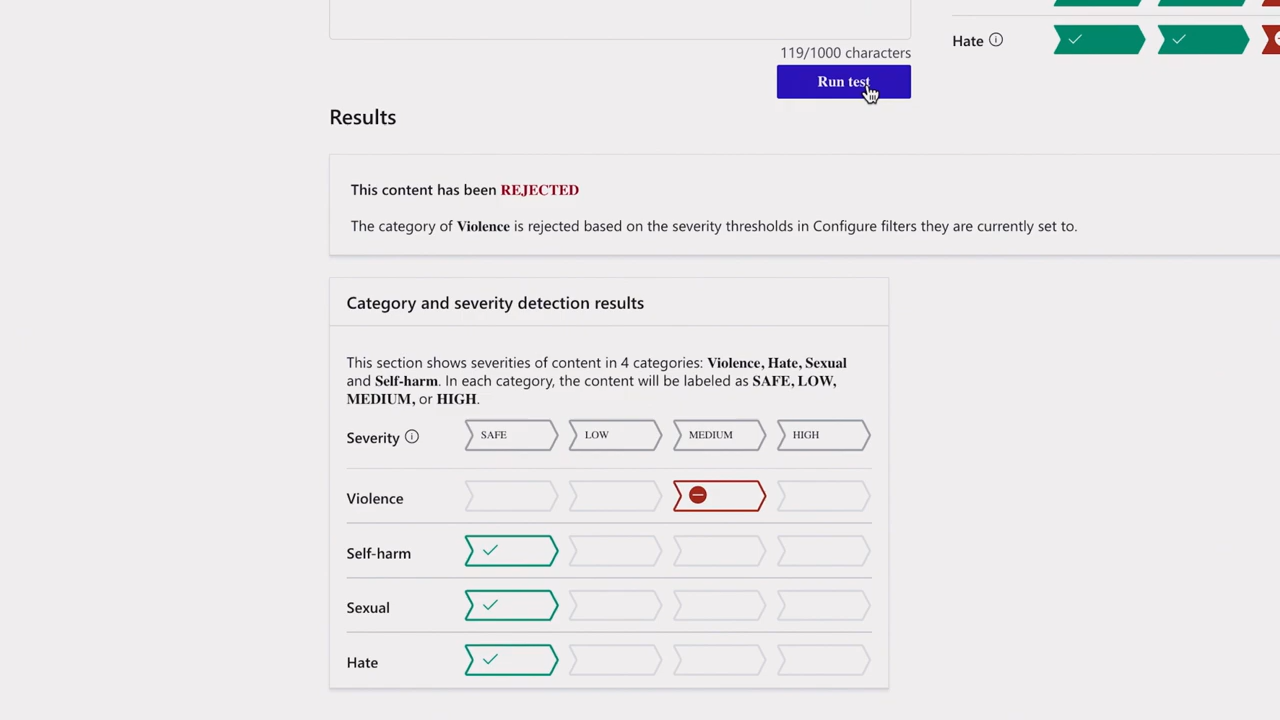 119/1000 characters
Hate
Run test
Results
This content has been REJECTED
The category of Violence is rejected based on the severity thresholds in Configure filters they are currently set to.
Category and severity detection results
This section shows severities of content in 4 categories: Violence, Hate, Sexual
and Self-harm. In each category, the content will be labeled as SAFE, LOW,
MEDIUM, or HIGH.
Severity SAFE LOW MEDIUM HIGH
Violence
Self-harm
Sexual
Hate